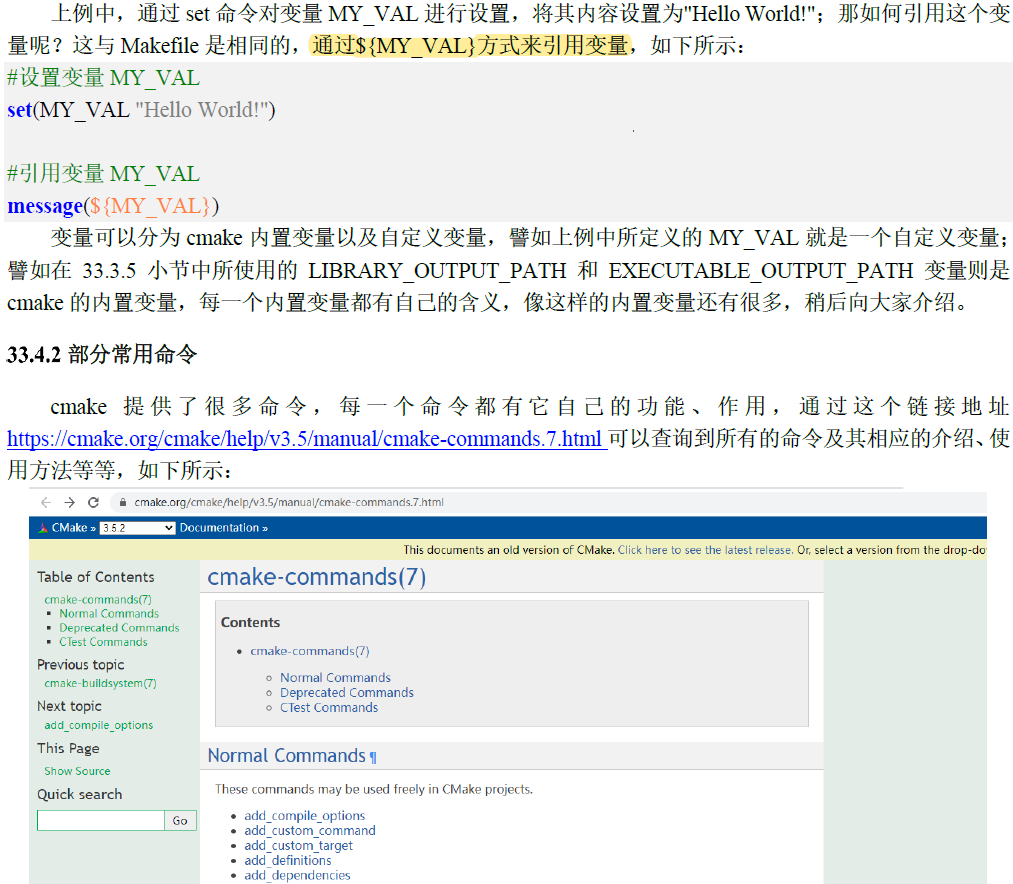 上例中，通过 set 命令对变量 MY_VAL 进行设置，将其内容设置为"Hello World!"；那如何引用这个变
量呢？这与 Makefile 是相同的，通过${MY_VAL}方式来引用变量，如下所示：
#设置变量 MY_VAL
set(MY_VAL "Hello World!")
#引用变量 MY_VAL
message(${MY_VAL})
变量可以分为 cmake 内置变量以及自定义变量，譬如上例中所定义的 MY_VAL 就是一个自定义变量；
譬如在 33.3.5 小节中所使用的 LIBRARY_OUTPUT_PATH 和 EXECUTABLE_OUTPUT_PATH 变量则是
cmake 的内置变量，每一个内置变量都有自己的含义，像这样的内置变量还有很多，稍后向大家介绍。
33.4.2 部分常用命令
cmake 提供了很多命令，每一个命令都有它自己的功能、作用，通过这个链接地址
https://cmake.org/cmake/help/v3.5/manual/cmake-commands.7.html 可以查询到所有的命令及其相应的介绍、使
用方法等等，如下所示：
cmake.org/cmake/help/v3.5/manual/cmake-commands.7.html
CMake » 3.5.2 Documentation »
This documents an old version of CMake. Click here to see the latest release. Or, select a version from the drop-do
Table of Contents
cmake-commands(7)
Normal Commands
Deprecated Commands
CTest Commands
Previous topic
cmake-buildsystem(7)
Next topic
add_compile_options
This Page
Show Source
Quick search
Go
cmake-commands(7)
Contents
cmake-commands(7)
Normal Commands
Deprecated Commands
CTest Commands
Normal Commands ¶
These commands may be used freely in CMake projects.
add_compile_options
add_custom_command
add_custom_target
add_definitions
add_dependencies